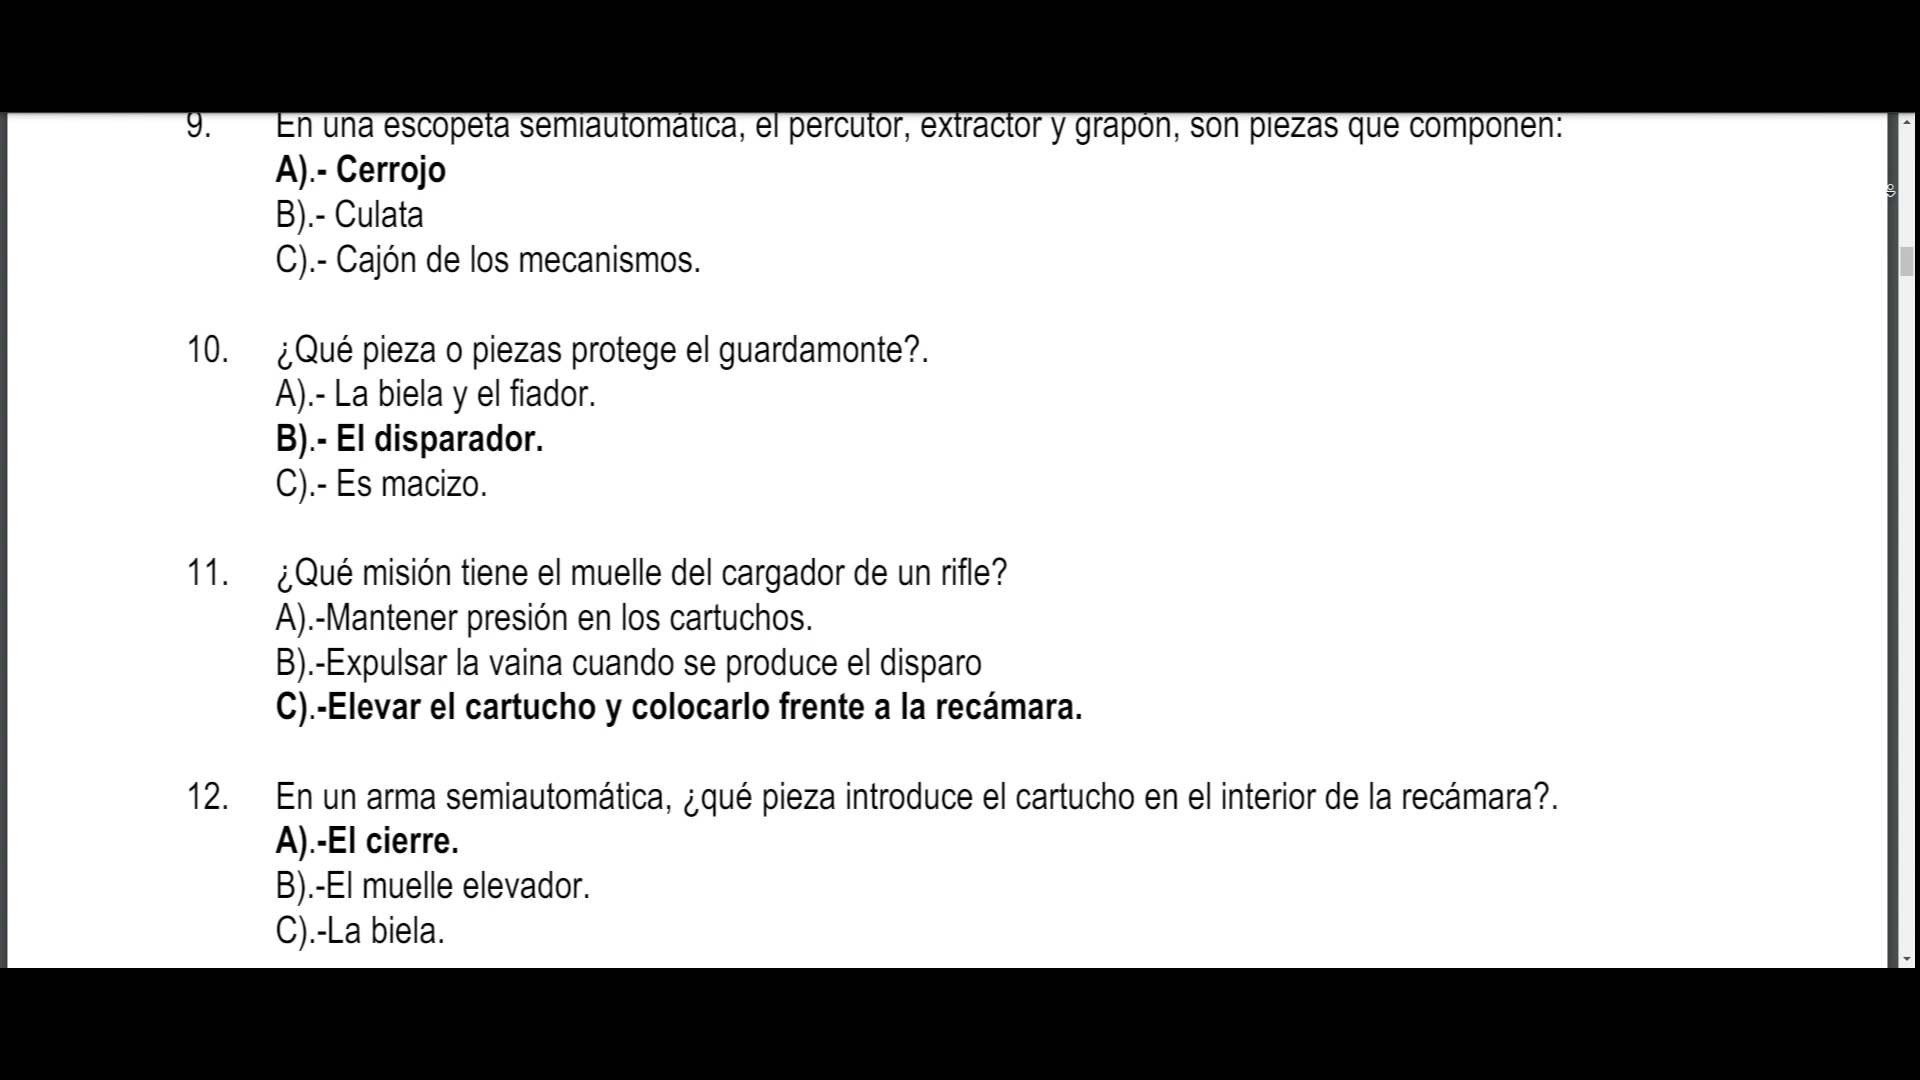 9. En una escopeta semiautomática, el percutor, extractor y grapón, son piezas que componen:
A).- Cerrojo
B).- Culata
C).- Cajón de los mecanismos.
10. ¿Qué pieza o piezas protege el guardamonte?.
A).- La biela y el fiador.
B).- El disparador.
C).- Es macizo.
11. ¿Qué misión tiene el muelle del cargador de un rifle?
A).-Mantener presión en los cartuchos.
B).-Expulsar la vaina cuando se produce el disparo
C).-Elevar el cartucho y colocarlo frente a la recámara.
12. En un arma semiautomática, ¿qué pieza introduce el cartucho en el interior de la recámara?.
A).-El cierre.
B).-El muelle elevador.
C).-La biela.